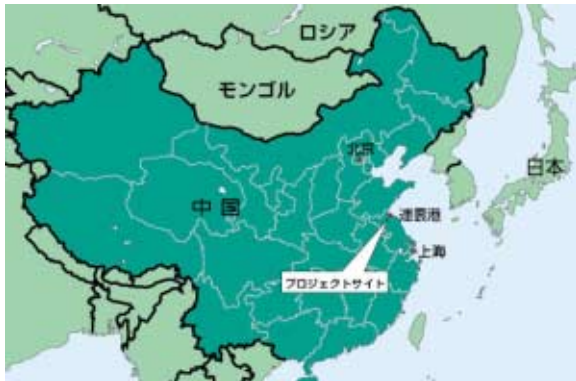 ロシア
モンゴル
北京
日本
中国
連雲港
上海
プロジェクトサイト